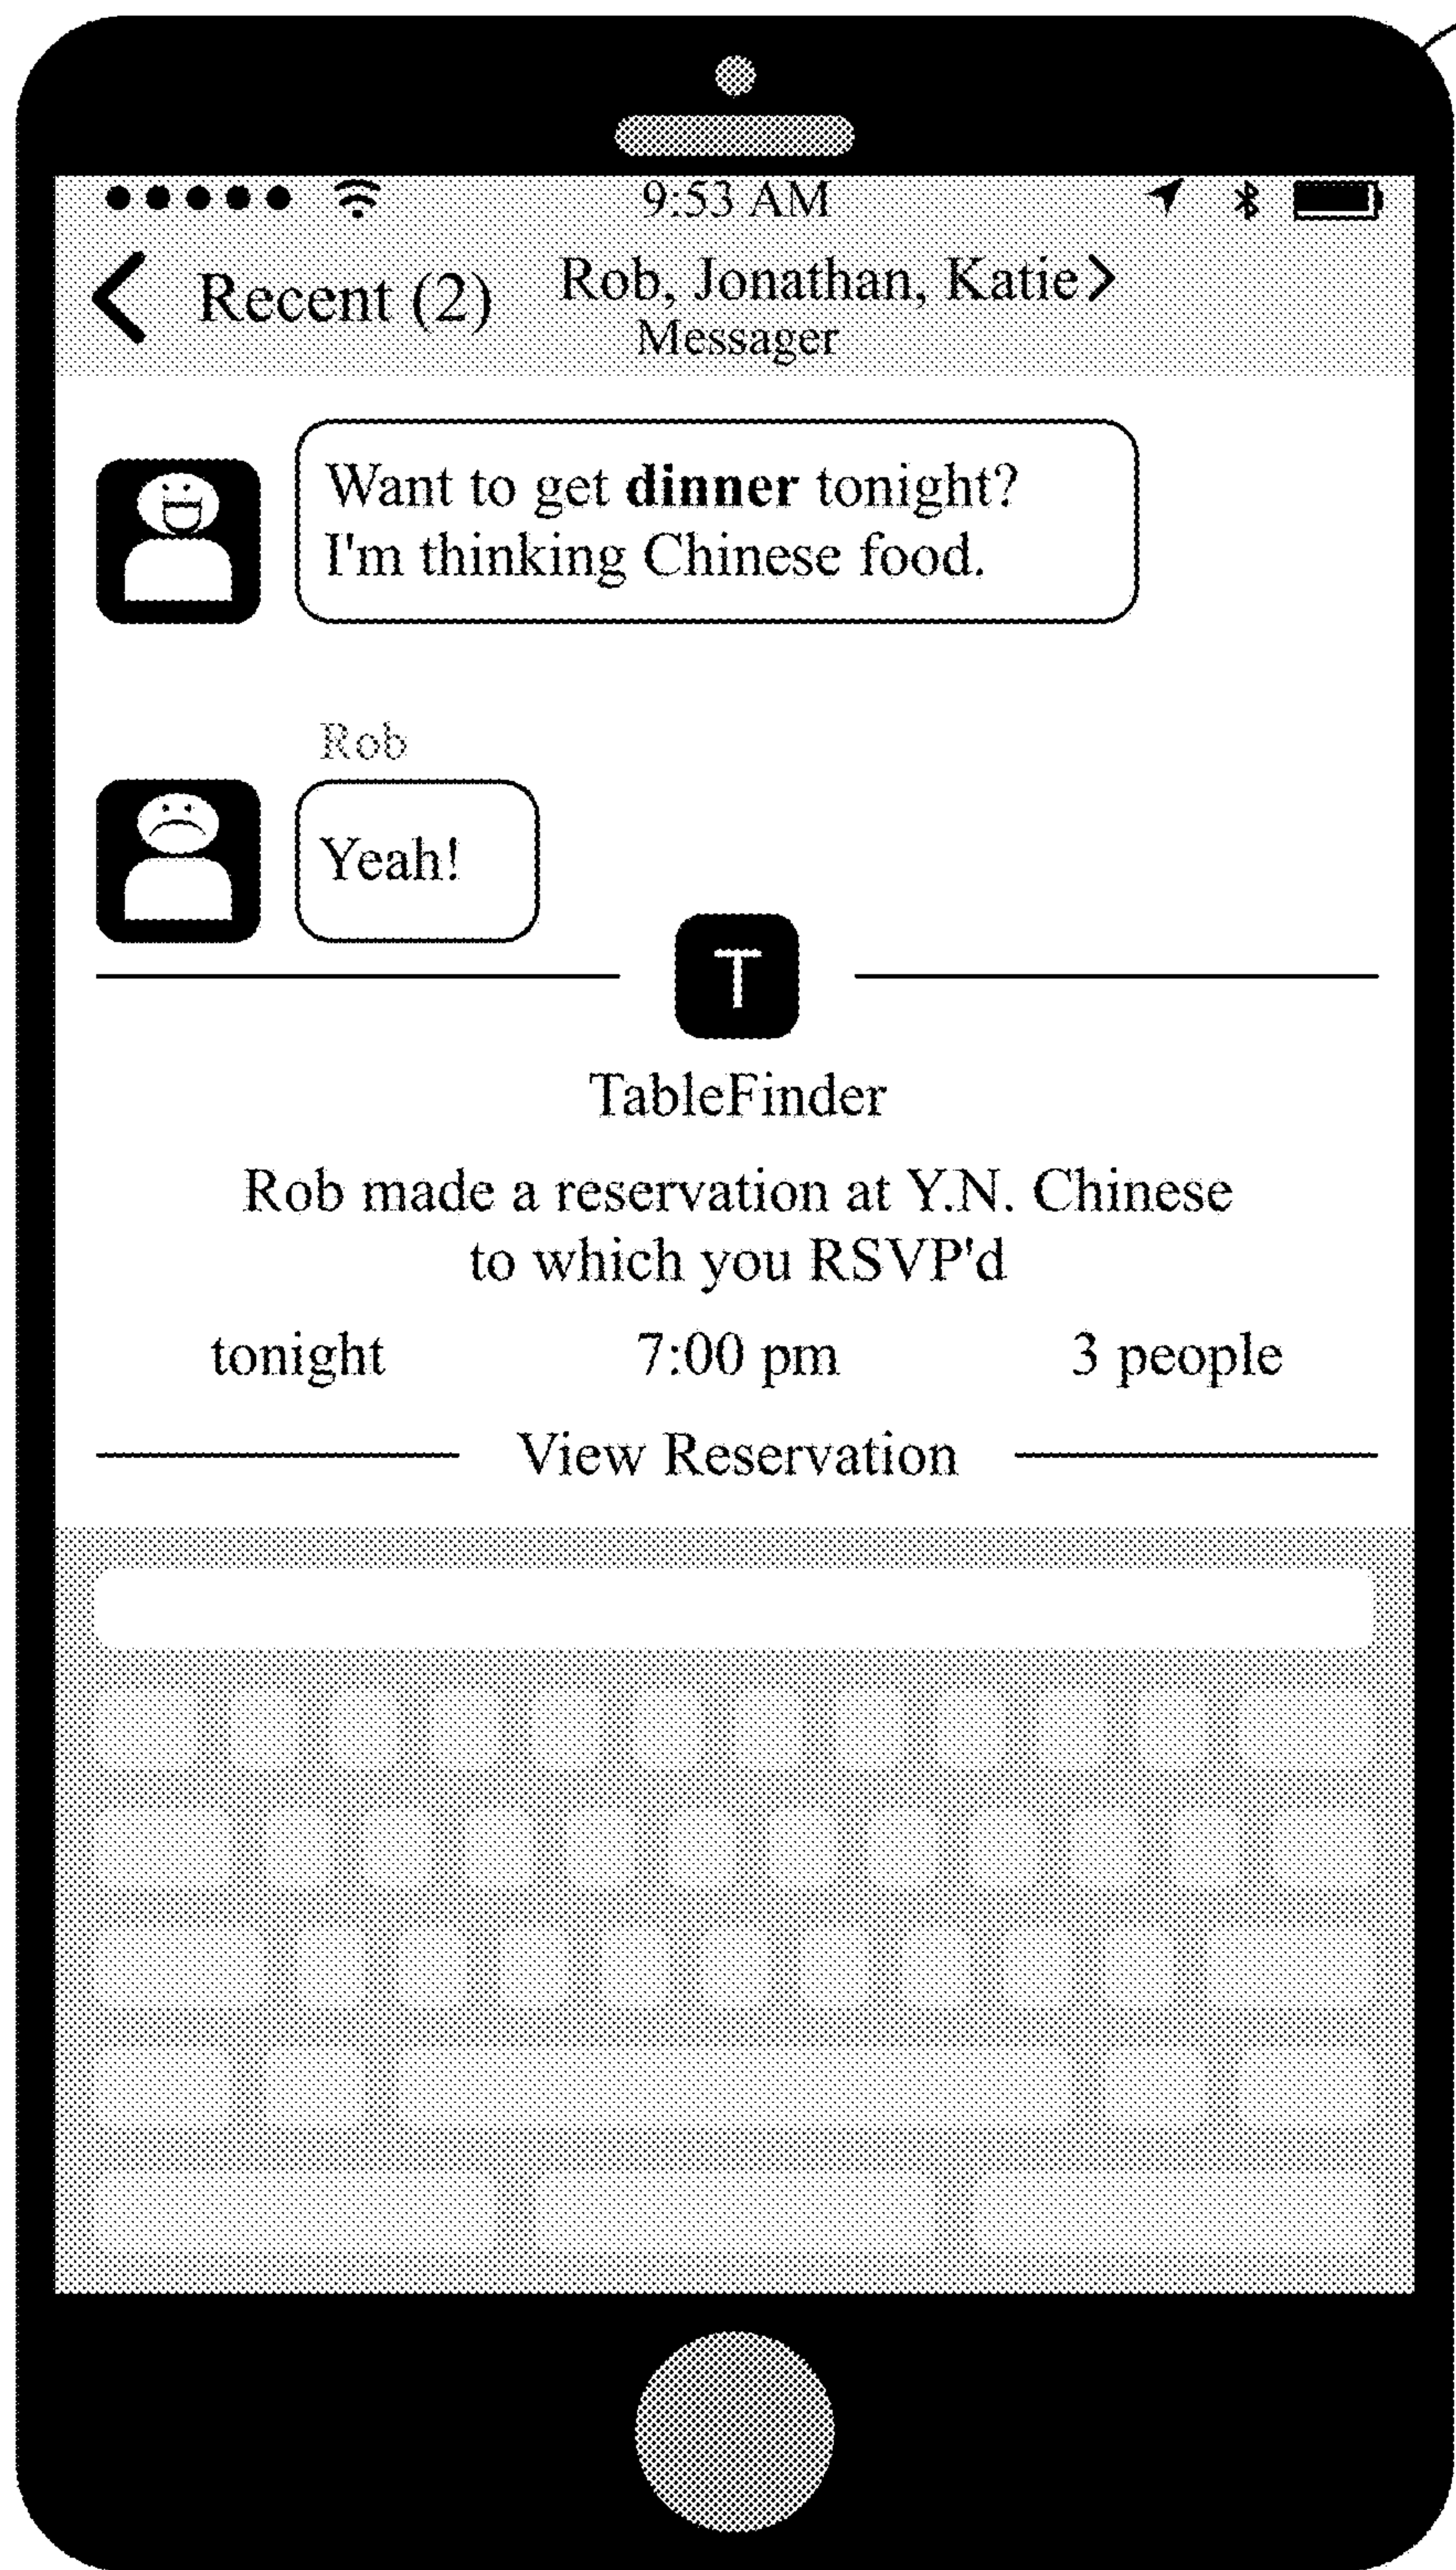 9:53 AM
Recent (2)
Rob, Jonathan, Katie>
Messager
Want to get dinner tonight?
I'm thinking Chinese food.
Rob
Yeah!
T
TableFinder
Rob made a reservation at Y.N. Chinese
to which you RSVP'd
tonight 7:00 pm 3 people
View Reservation